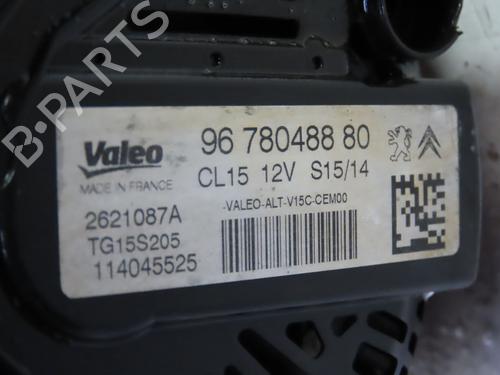 B-PARTS
Valeo
MADE IN FRANCE
96 780488 80
CL15 12V S15/14
-VALEO-ALT-V15C-CEM00
2621087A
TG15S205
114045525